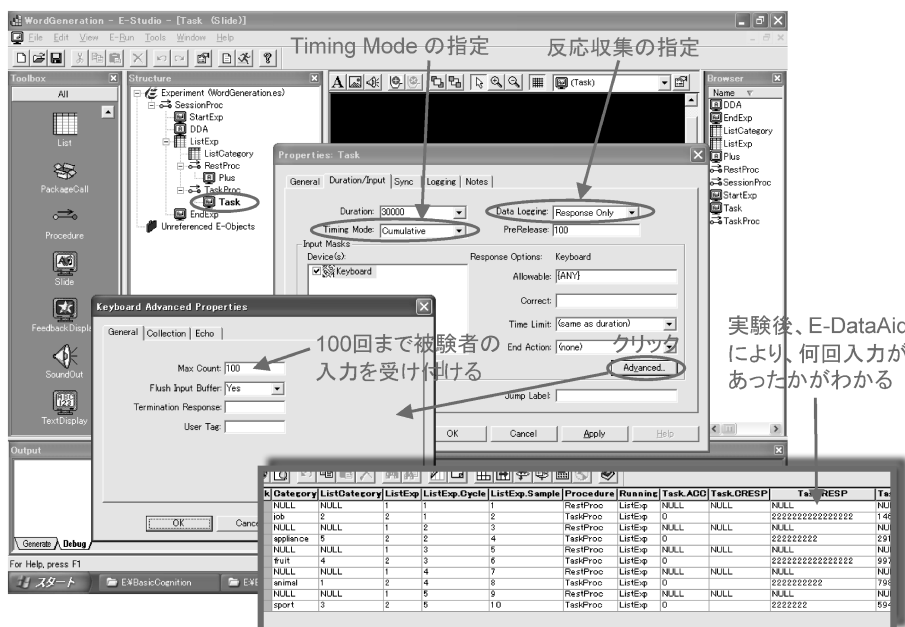 WordGeneration - E-Studio - [Task (Slide)]
File Edit View E-Run Tools Window Help
Timing Mode の指定
反応収集の指定
Toolbox
Structure
(Task)
Browser
All
List
PackageCall
Procedure
Slide
SoundOut
TextDisplay
Experiment (WordGeneration.es)
SessionProc
StartExp
DDA
ListExp
ListCategory
RestProc
Plus
TaskProc
Task
EndExp
Unreferenced E-Objects
Name
DDA
EndExp
ListCategory
ListExp
Plus
RestProc
SessionProc
StartExp
Task
TaskProc
Properties: Task
General Duration/Input Sync Logging Notes
Duration: 30000
Data Logging: Response Only
Timing Mode: Cumulative
PreRelease: 100
Input Masks
Device(s):
Response Options: Keyboard
Keyboard
Allowable: {ANY}
Correct:
Time Limit: (same as duration)
End Action: (none)
クリック
Advanced...
Jump Label:
OK Cancel Apply Help
Keyboard Advanced Properties
General Collection Echo
Max Count: 100
Flush Input Buffer: Yes
Termination Response:
User Tag:
OK
100回まで被験者の
入力を受け付ける
実験後、E-DataAid
により、何回入力が
あったかがわかる
Output
Generate Debug
For Help, press F1
スタート E¥BasicCognition
Category ListCategory ListExp ListExp.Cycle ListExp.Sample Procedure Running Task.ACC Task.CRESP
NULL NULL 1 1 1 RestProc ListExp NULL NULL NULL
job 2 2 1 2 TaskProc ListExp 0
NULL NULL 1 2 3 RestProc ListExp NULL NULL NULL
appliance 5 2 2 4 TaskProc ListExp 0 222222222
NULL NULL 1 3 5 RestProc ListExp NULL NULL NULL
fruit 4 2 3 6 TaskProc ListExp 0
NULL NULL 1 4 7 RestProc ListExp NULL NULL NULL
animal 1 2 4 8 TaskProc ListExp 0 2222222222
NULL NULL 1 5 9 RestProc ListExp NULL NULL NULL
sport 3 2 5 10 TaskProc ListExp 0 2222222